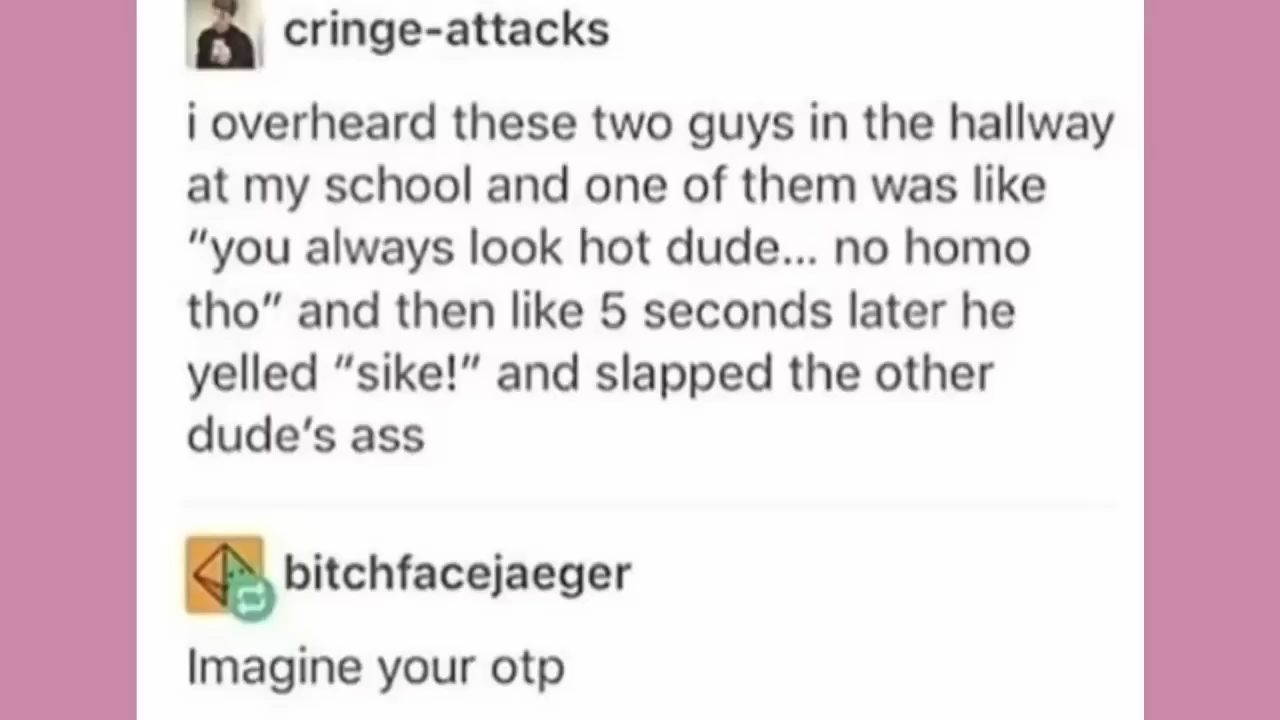 cringe-attacks
i overheard these two guys in the hallway
at my school and one of them was like
"you always look hot dude... no homo
tho" and then like 5 seconds later he
yelled "sike!" and slapped the other
dude's ass
bitchfacejaeger
Imagine your otp